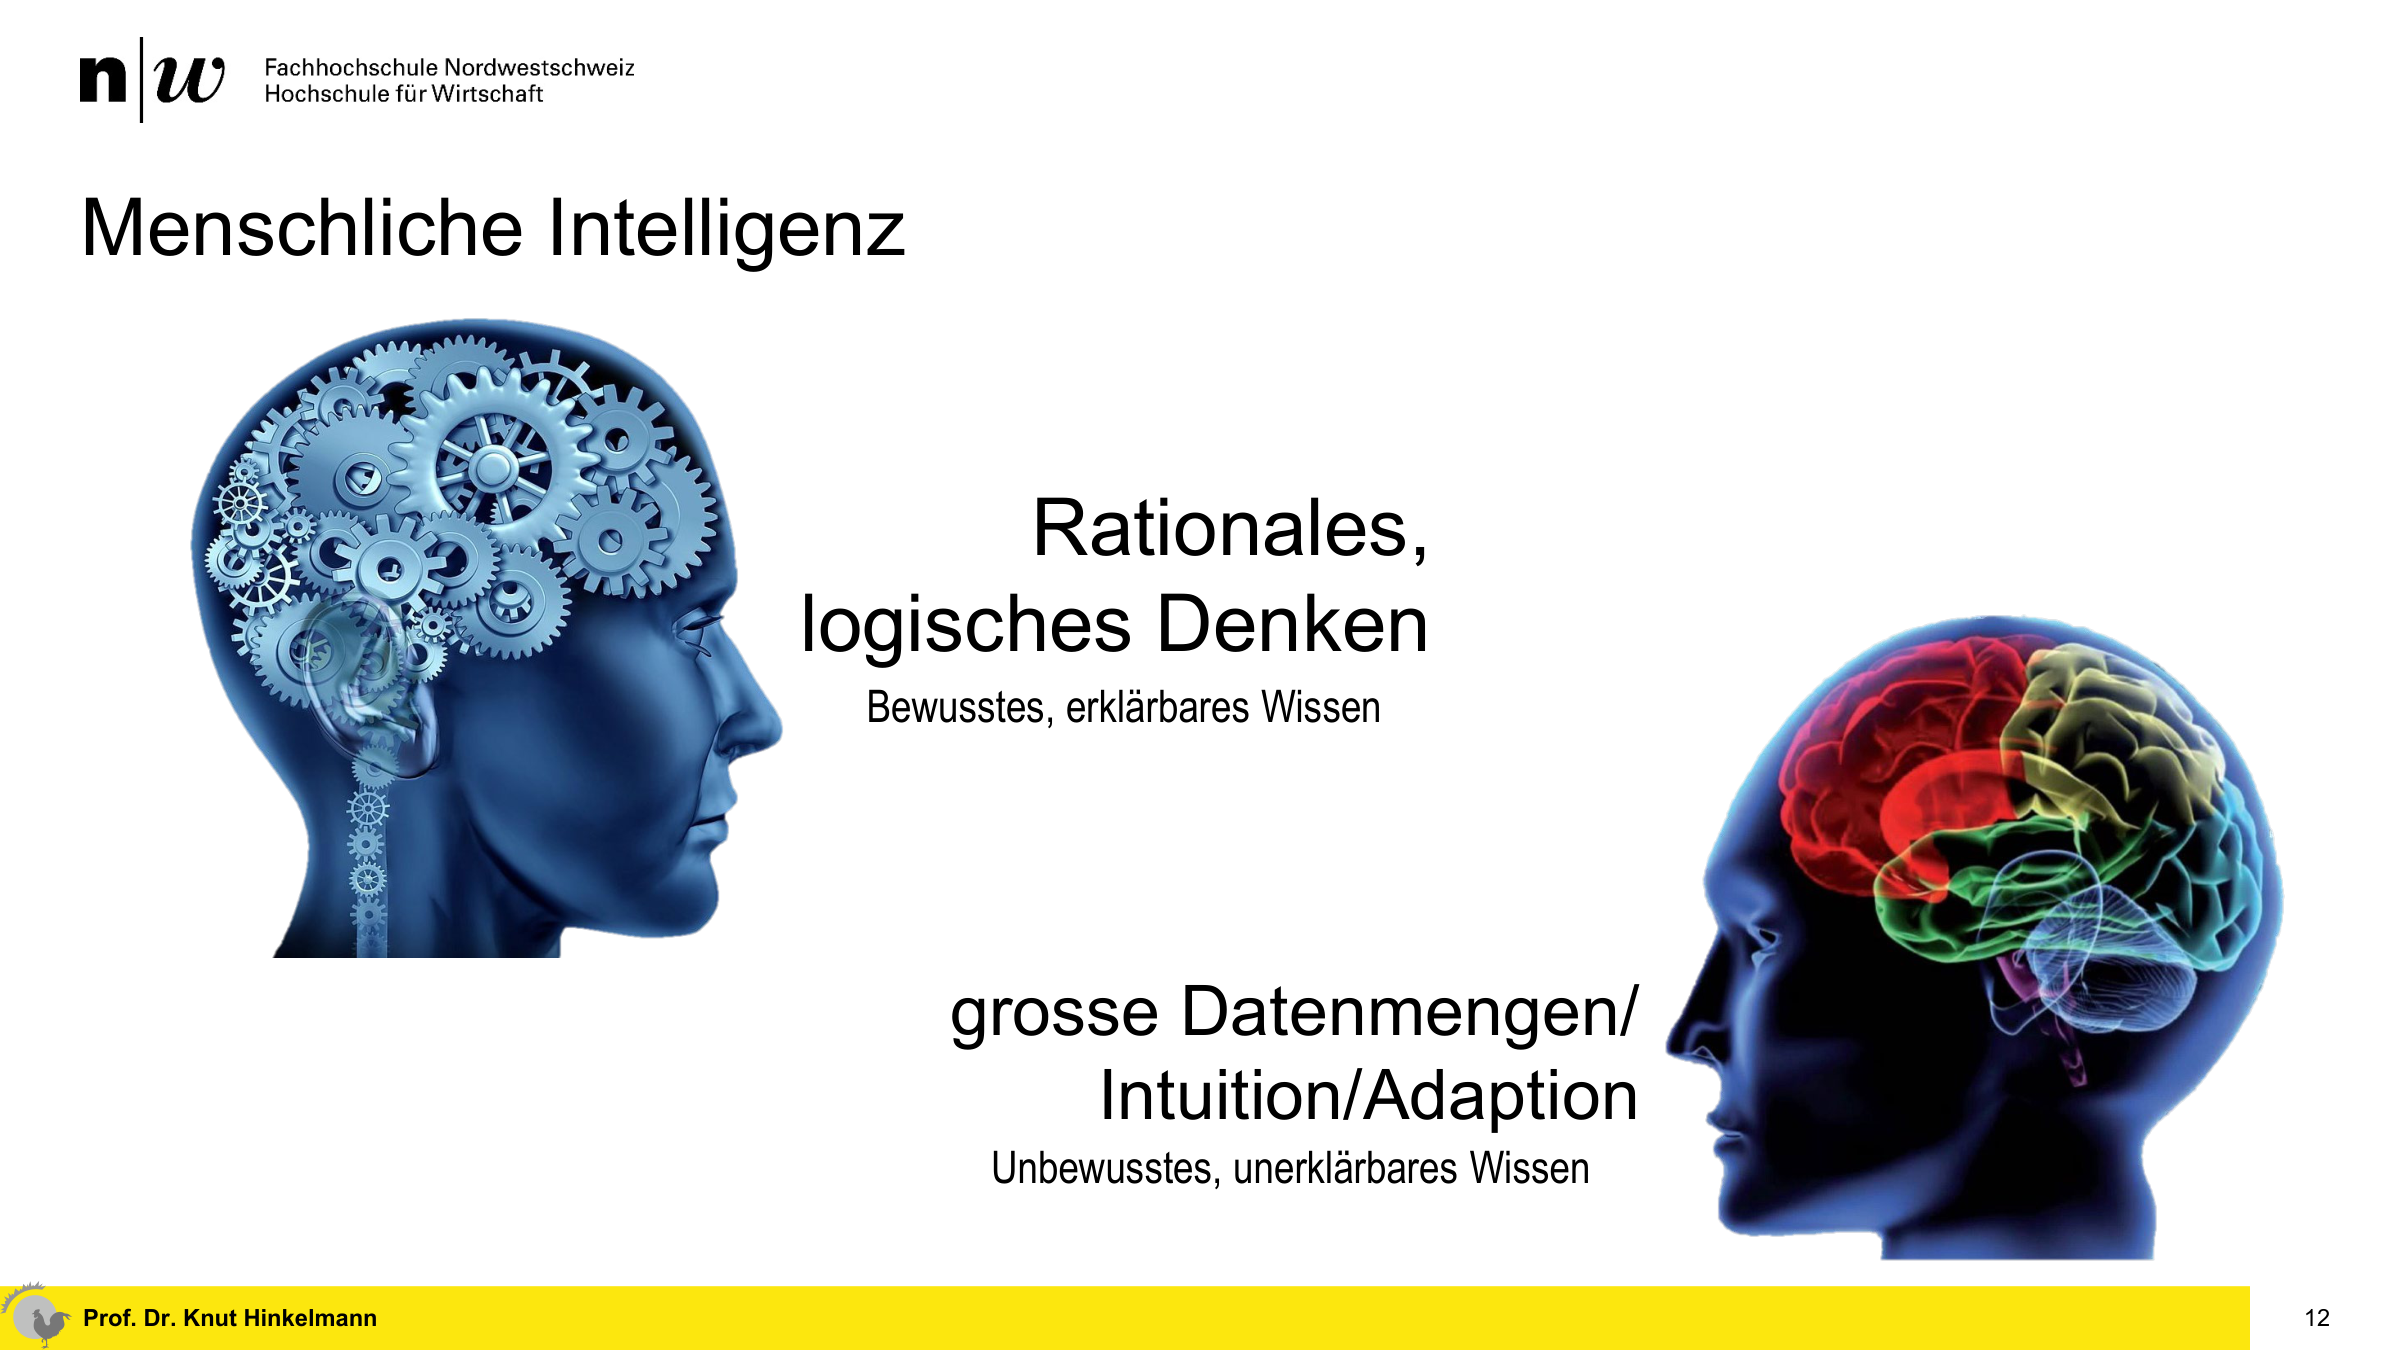 n|w
Fachhochschule Nordwestschweiz
Hochschule für Wirtschaft
Menschliche Intelligenz
Rationales,
logisches Denken
Bewusstes, erklärbares Wissen
grosse Datenmengen/
Intuition/Adaption
Unbewusstes, unerklärbares Wissen
Prof. Dr. Knut Hinkelmann
12